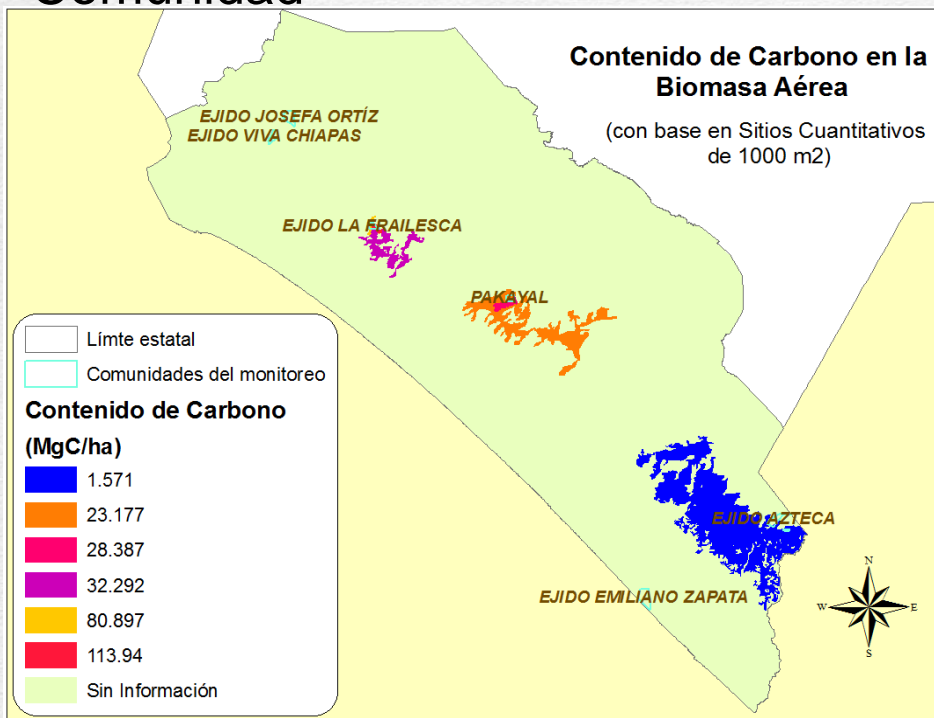 Comunidad
Contenido de Carbono en la
Biomasa Aérea
(con base en Sitios Cuantitativos
de 1000 m2)
EJIDO JOSEFA ORTÍZ
EJIDO VIVA CHIAPAS
EJIDO LA FRAILESCA
PAKAYAL
EJIDO AZTECA
EJIDO EMILIANO ZAPATA
Límte estatal
Comunidades del monitoreo
Contenido de Carbono
(MgC/ha)
1.571
23.177
28.387
32.292
80.897
113.94
Sin Información
N
W
E
S